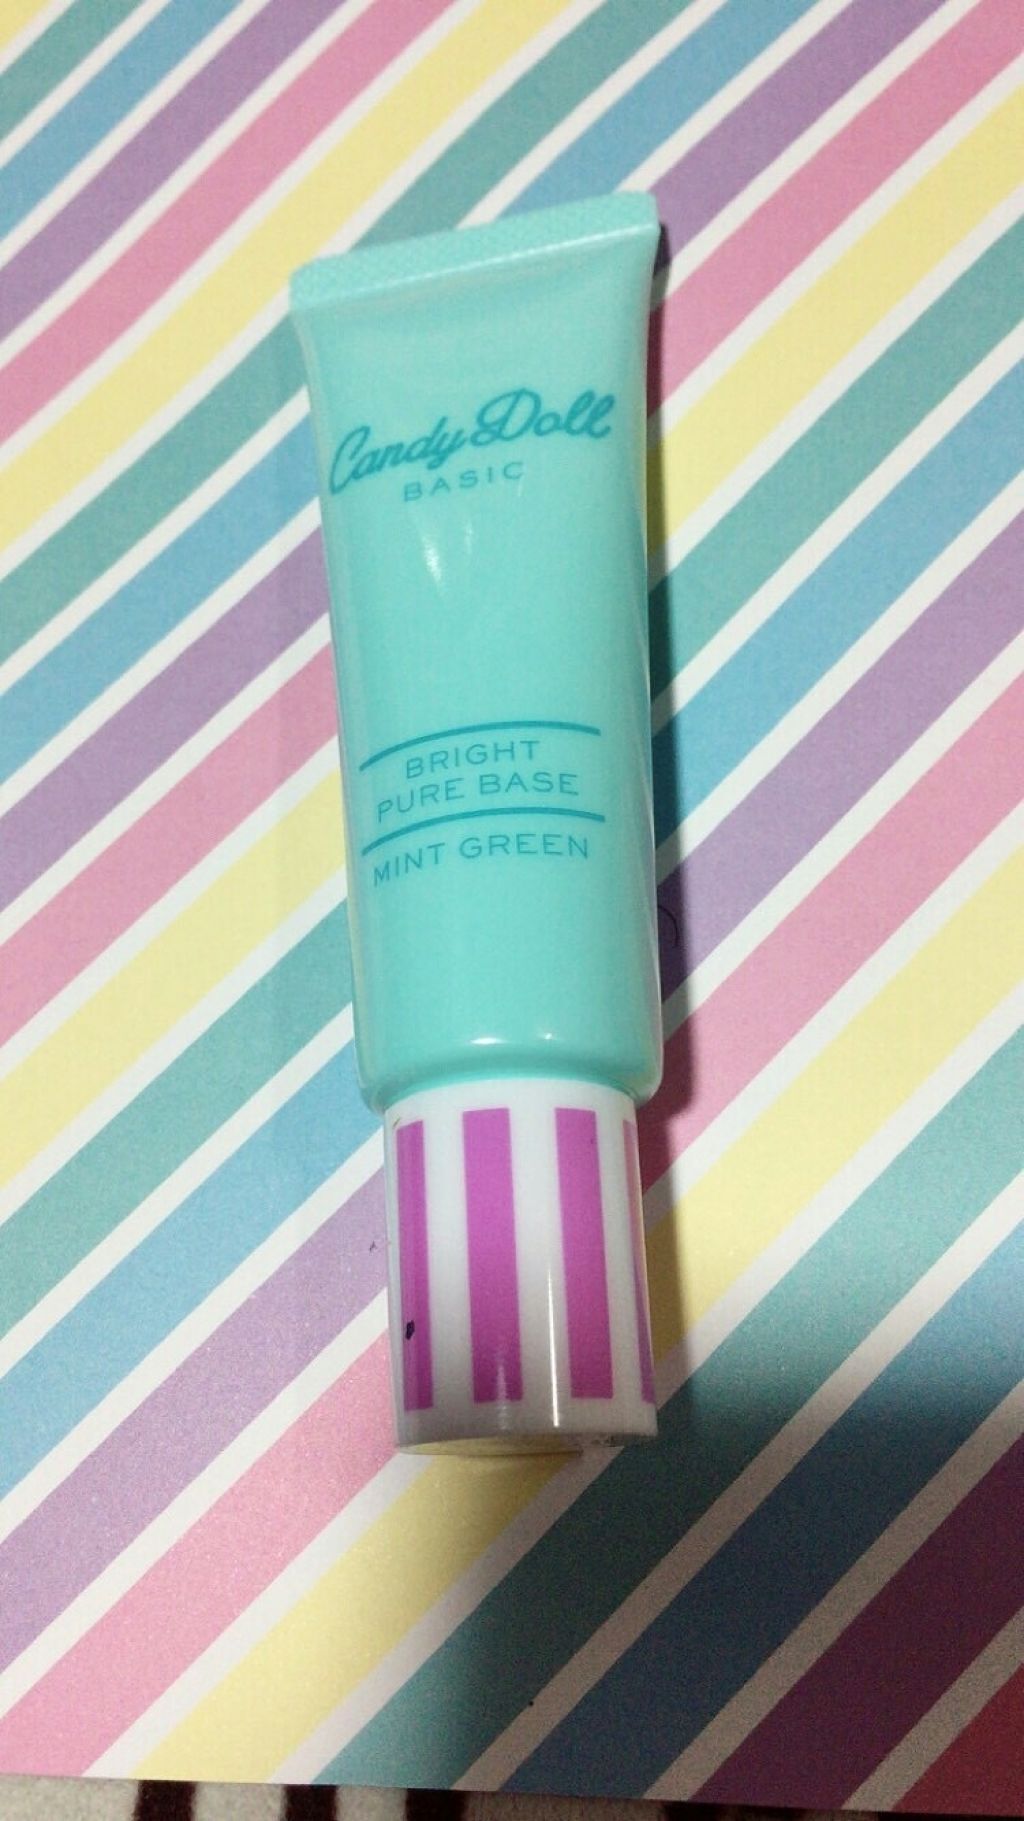 Candy Doll
BASIC
BRIGHT
PURE BASE
MINT GREEN